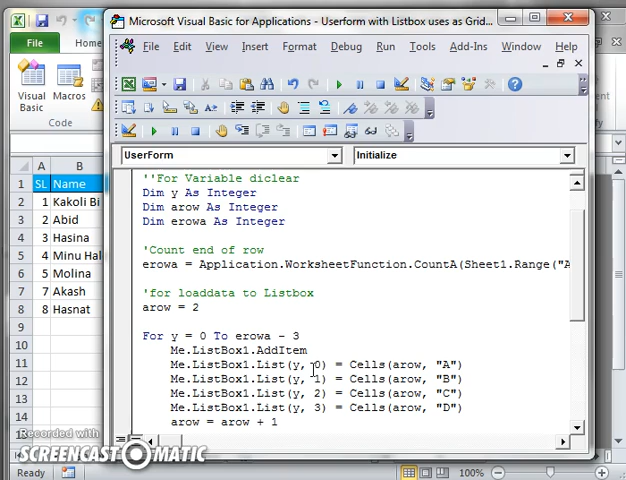 Microsoft Visual Basic for Applications - Userform with Listbox uses as Grid...
File Edit View Insert Format Debug Run Tools Add-Ins Window Help
File
Home
Visual
Basic
Macros
Code
UserForm
Initialize
''For Variable diclear
Dim y As Integer
Dim arow As Integer
Dim erowa As Integer
'Count end of row
erowa = Application.WorksheetFunction.CountA(Sheet1.Range("A
'for loaddata to Listbox
arow = 2
For y = 0 To erowa - 3
Me.ListBox1.AddItem
Me.ListBox1.List(y, 0) = Cells(arow, "A")
Me.ListBox1.List(y, 1) = Cells(arow, "B")
Me.ListBox1.List(y, 2) = Cells(arow, "C")
Me.ListBox1.List(y, 3) = Cells(arow, "D")
arow = arow + 1
A B
1 SL Name
2 1 Kakoli Bi
3 2 Abid
4 3 Hasina
5 4 Minu Hal
6 5 Molina
7 6 Akash
8 7 Hasnat
9 8
10
11
12
13
14
15
Recorded with
SCREENCAST-O-MATIC
Ready
100%